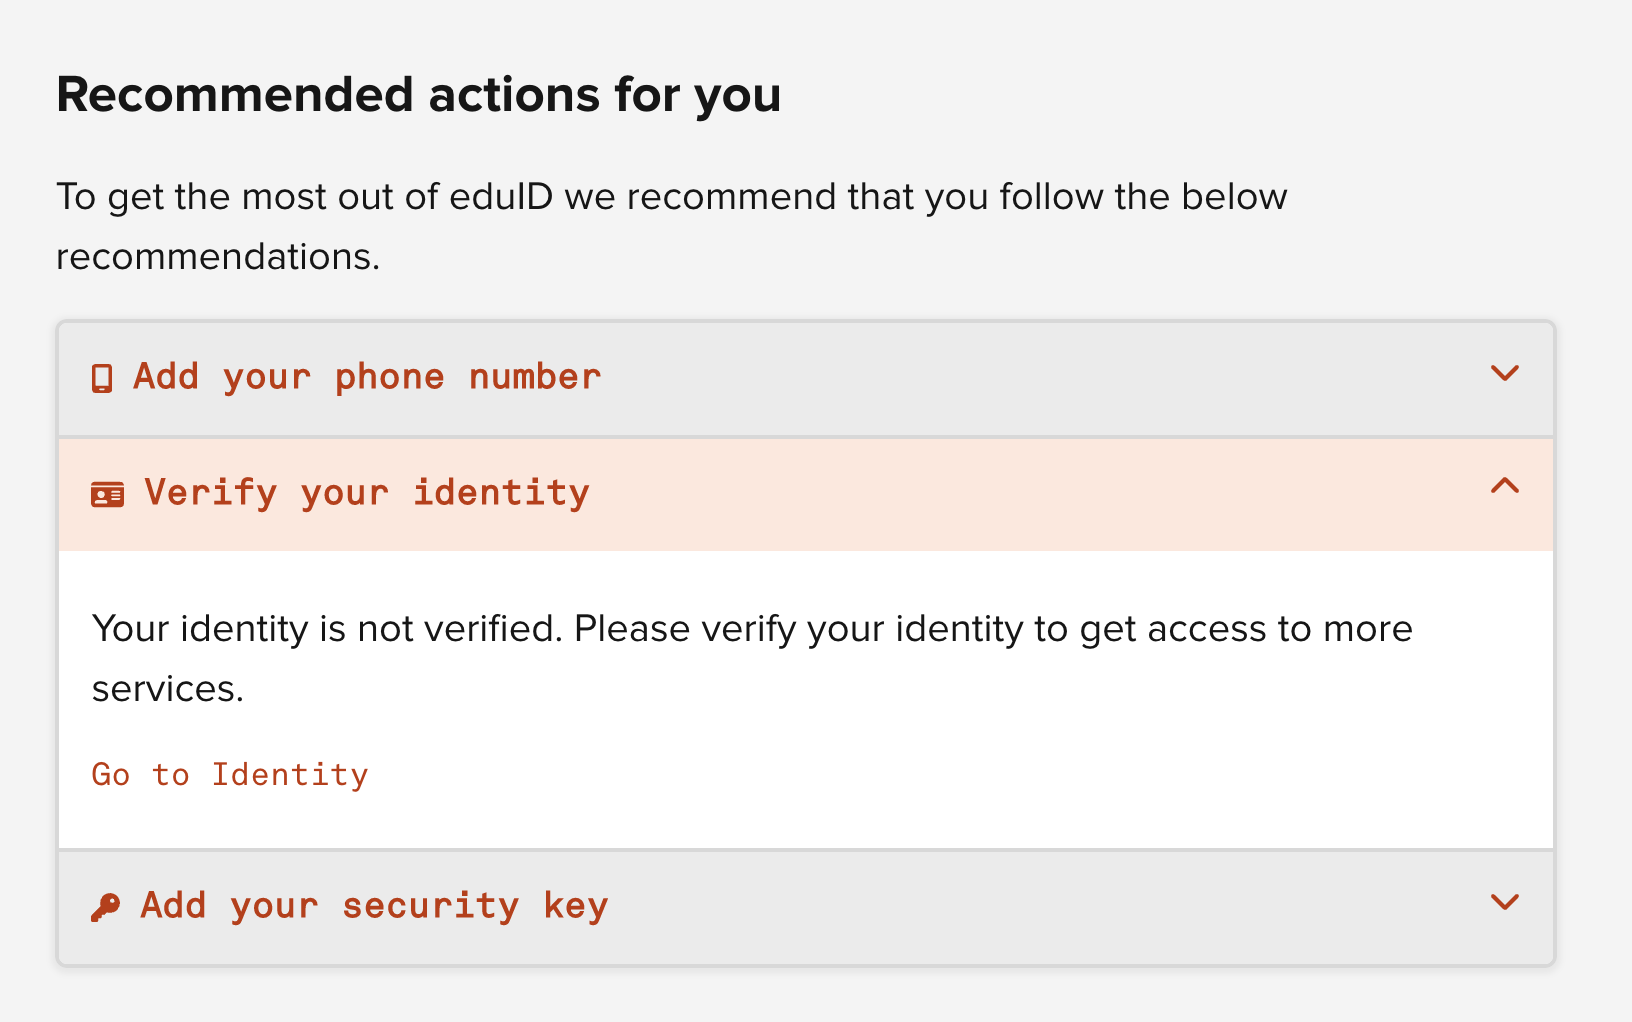 Recommended actions for you
To get the most out of eduID we recommend that you follow the below
recommendations.
Add your phone number
Verify your identity
Your identity is not verified. Please verify your identity to get access to more
services.
Go to Identity
Add your security key